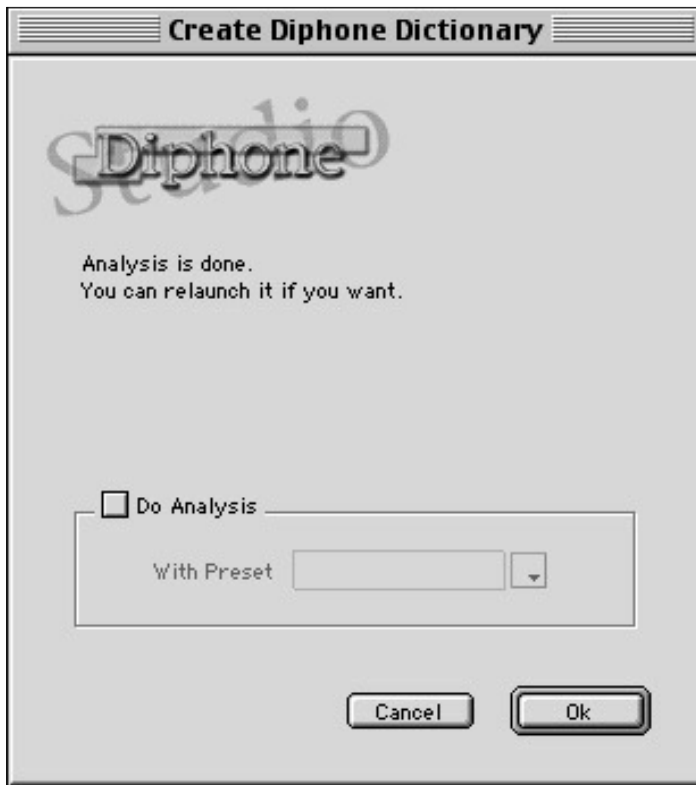 Create Diphone Dictionary
Studio
Diphone
Analysis is done.
You can relaunch it if you want.
Do Analysis
With Preset
Cancel Ok